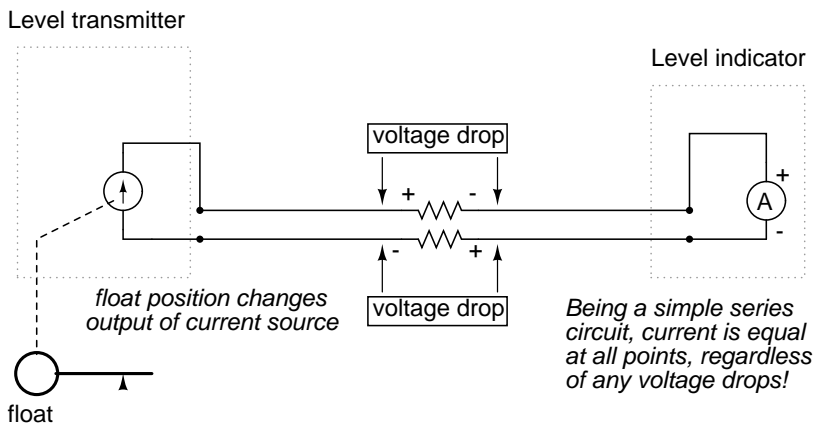 Level transmitter
Level indicator
voltage drop
+ -
+
A
-
- +
voltage drop
float position changes
output of current source
Being a simple series
circuit, current is equal
at all points, regardless
of any voltage drops!
float